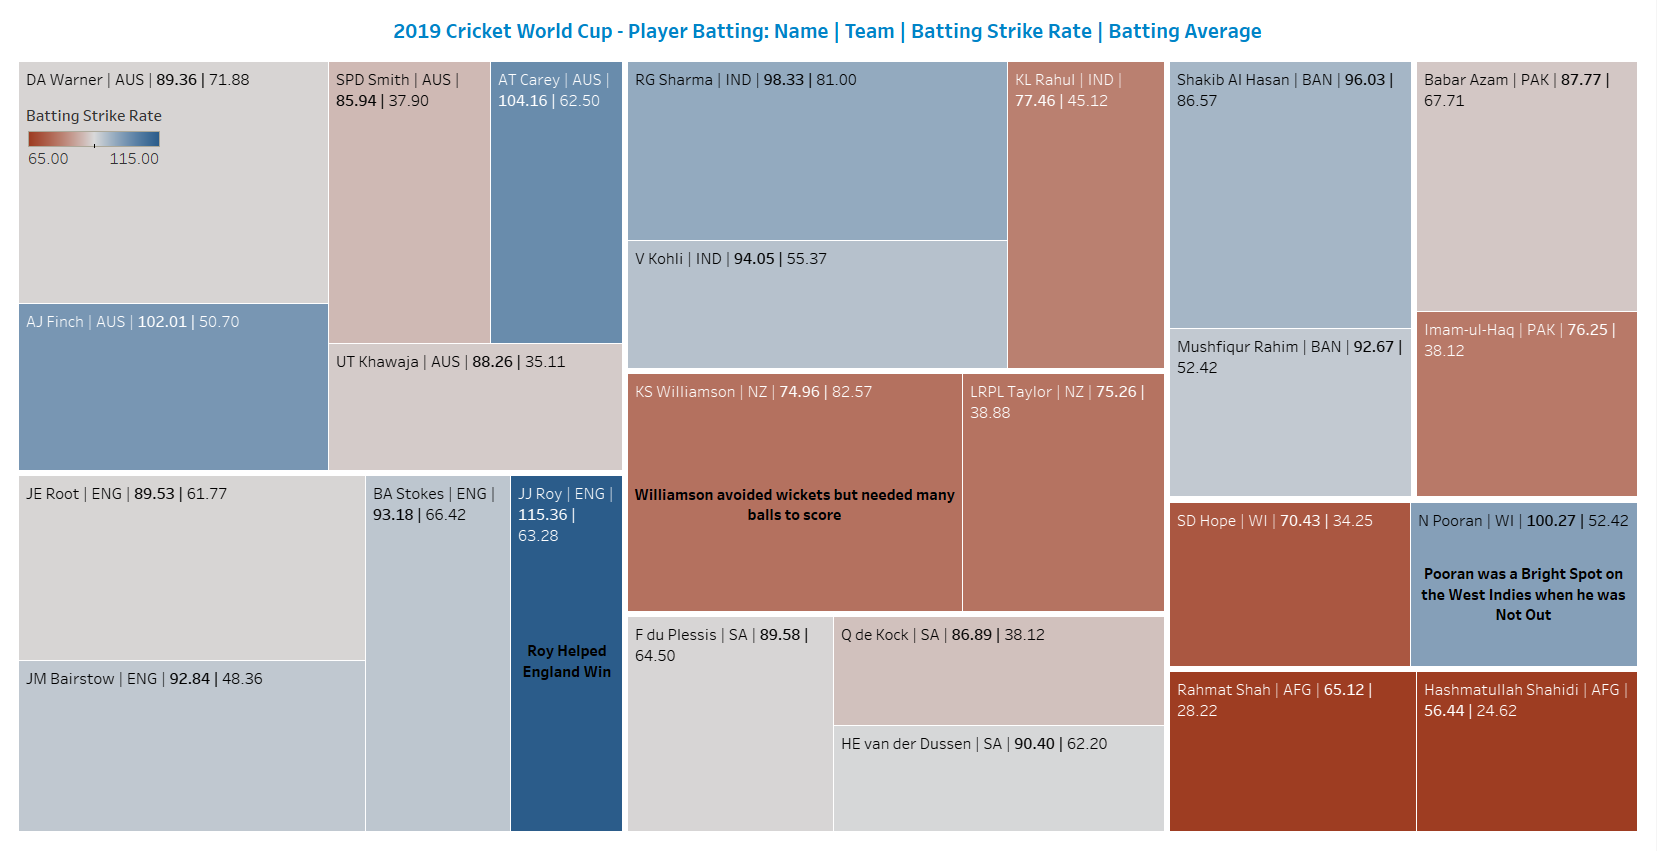 2019 Cricket World Cup - Player Batting: Name | Team | Batting Strike Rate | Batting Average
DA Warner | AUS | 89.36 | 71.88
Batting Strike Rate
65.00 115.00
SPD Smith | AUS |
85.94 | 37.90
AT Carey | AUS |
104.16 | 62.50
AJ Finch | AUS | 102.01 | 50.70
UT Khawaja | AUS | 88.26 | 35.11
JE Root | ENG | 89.53 | 61.77
BA Stokes | ENG |
93.18 | 66.42
JJ Roy | ENG |
115.36 |
63.28
Roy Helped
England Win
JM Bairstow | ENG | 92.84 | 48.36
RG Sharma | IND | 98.33 | 81.00
KL Rahul | IND |
77.46 | 45.12
V Kohli | IND | 94.05 | 55.37
KS Williamson | NZ | 74.96 | 82.57
Williamson avoided wickets but needed many
balls to score
LRPL Taylor | NZ | 75.26 |
38.88
F du Plessis | SA | 89.58 |
64.50
Q de Kock | SA | 86.89 | 38.12
HE van der Dussen | SA | 90.40 | 62.20
Shakib Al Hasan | BAN | 96.03 |
86.57
Mushfiqur Rahim | BAN | 92.67 |
52.42
Babar Azam | PAK | 87.77 |
67.71
Imam-ul-Haq | PAK | 76.25 |
38.12
SD Hope | WI | 70.43 | 34.25
N Pooran | WI | 100.27 | 52.42
Pooran was a Bright Spot on
the West Indies when he was
Not Out
Rahmat Shah | AFG | 65.12 |
28.22
Hashmatullah Shahidi | AFG |
56.44 | 24.62